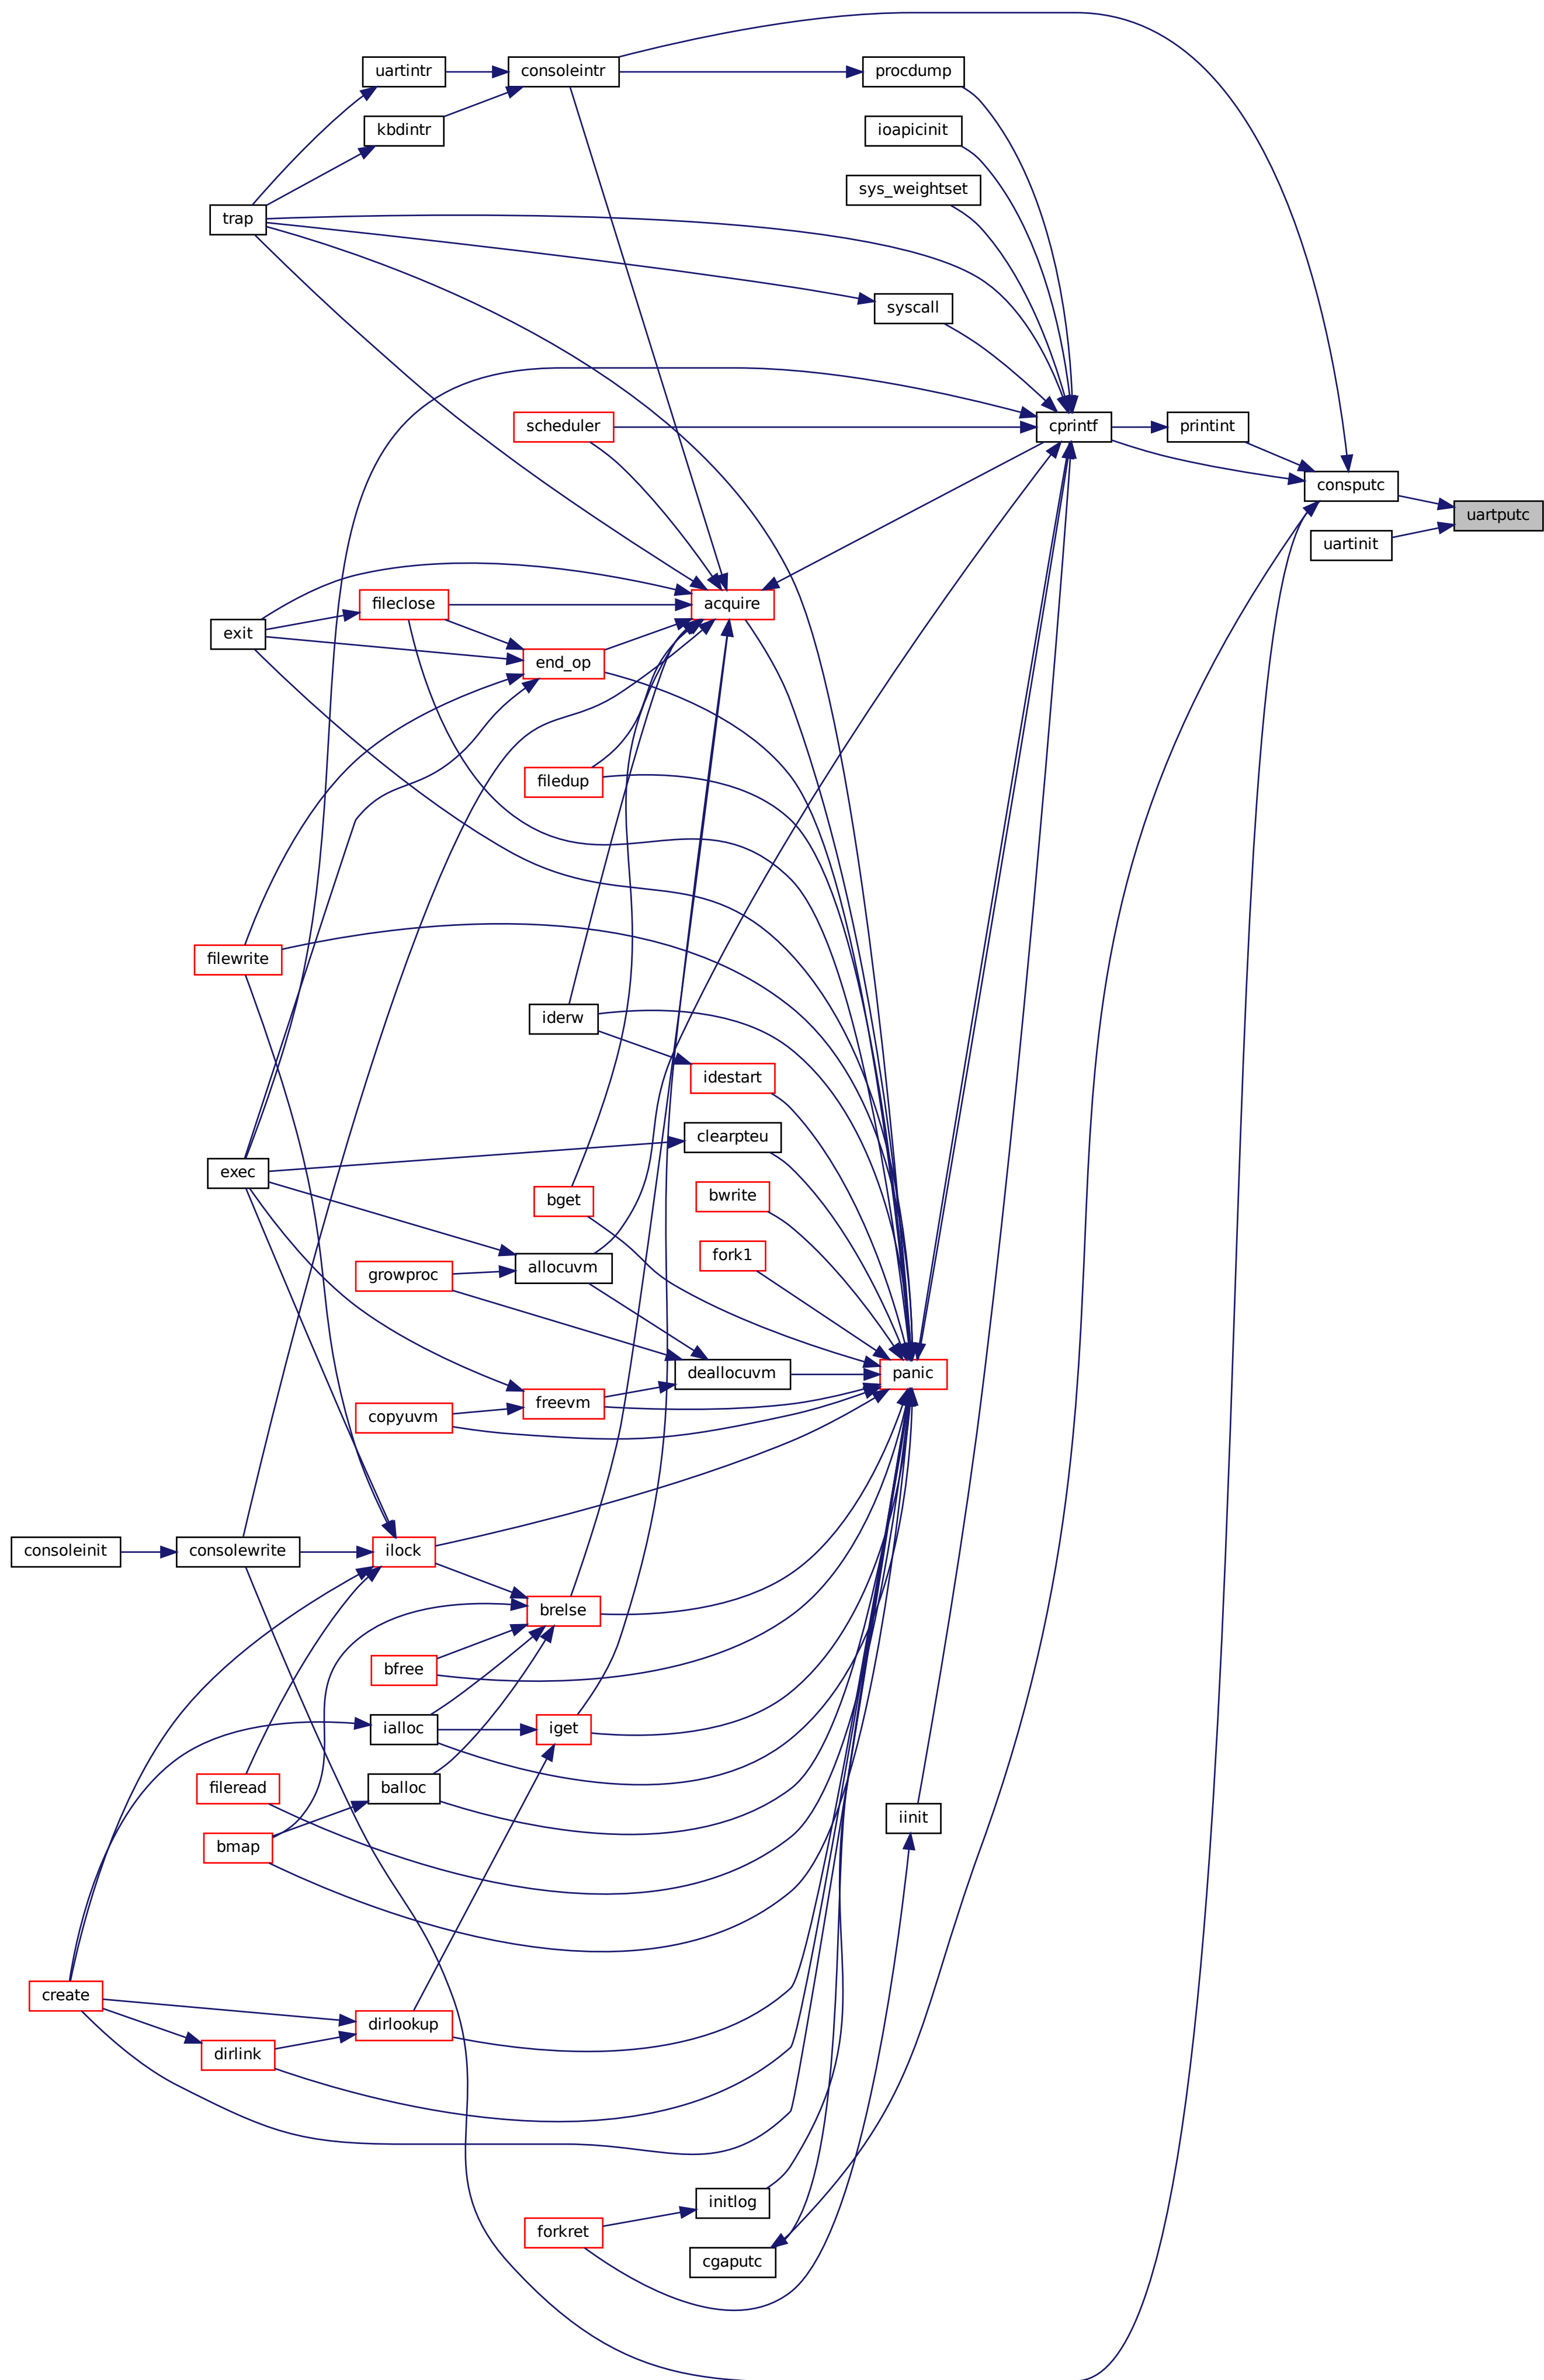 uartintr
consoleintr
procdump
kbdintr
ioapicinit
sys_weightset
trap
syscall
scheduler
cprintf
printint
consputc
uartputc
uartinit
fileclose
acquire
exit
end_op
filedup
filewrite
iderw
idestart
clearpteu
exec
bget
bwrite
fork1
allocuvm
growproc
deallocuvm
panic
freevm
copyuvm
consoleinit
consolewrite
ilock
brelse
bfree
ialloc
iget
fileread
balloc
iinit
bmap
create
dirlookup
dirlink
initlog
forkret
cgaputc